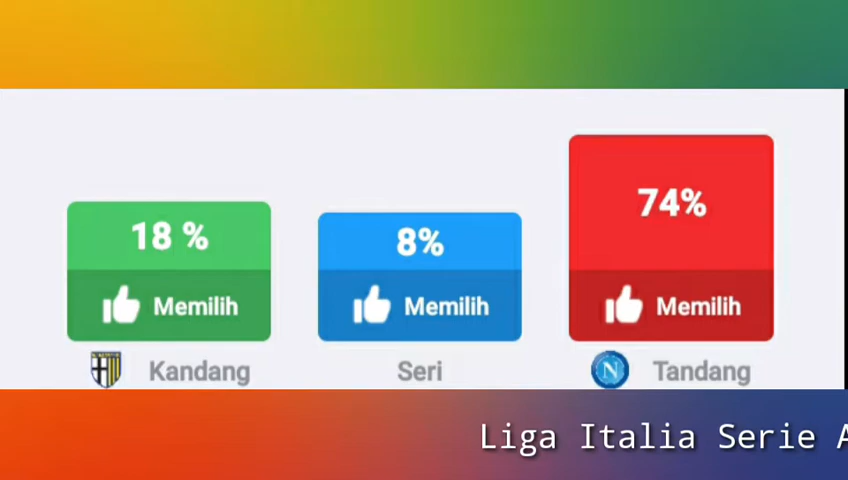 18 %
8%
74%
Memilih
Memilih
Memilih
Kandang
Seri
N
Tandang
Liga Italia Serie A